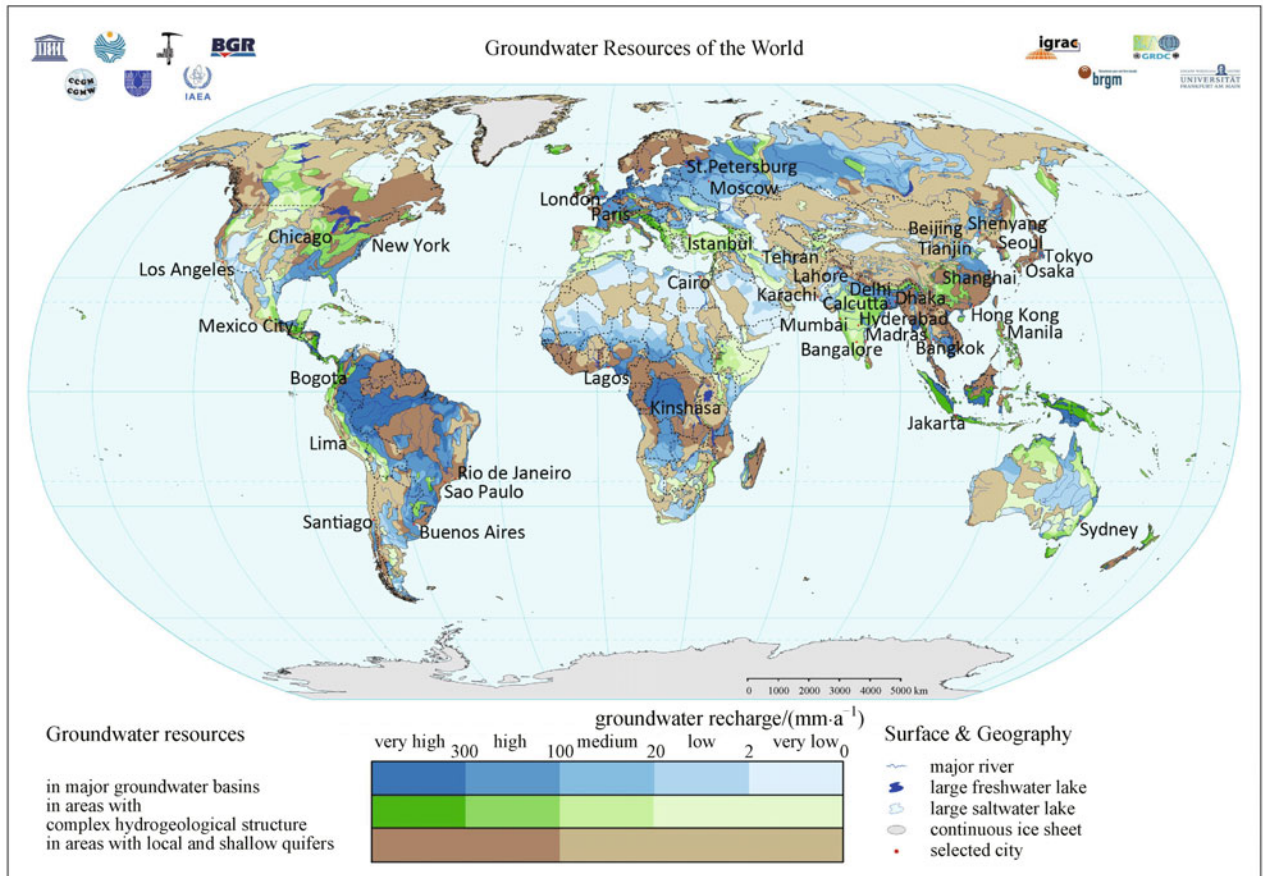 Groundwater Resources of the World
BGR
CCGM
CGMW
IAEA
igrac
GRDC
brgm
UNIVERSITÄT
FRANKFURT AM MAIN
St.Petersburg
Moscow
London
Paris
Chicago
New York
Istanbul
Beijing
Shenyang
Tianjin
Seoul
Tokyo
Osaka
Los Angeles
Tehran
Lahore
Shanghai
Cairo
Karachi
Delhi
Calcutta
Dhaka
Mexico City
Mumbai
Hyderabad
Hong Kong
Madras
Manila
Bangalore
Bangkok
Bogota
Lagos
Kinshasa
Jakarta
Lima
Rio de Janeiro
Sao Paulo
Santiago
Buenos Aires
Sydney
0 1000 2000 3000 4000 5000 km
Groundwater resources
groundwater recharge/(mm·a⁻¹)
very high 300 high 100 medium 20 low 2 very low 0
in major groundwater basins
in areas with
complex hydrogeological structure
in areas with local and shallow quifers
Surface & Geography
major river
large freshwater lake
large saltwater lake
continuous ice sheet
selected city